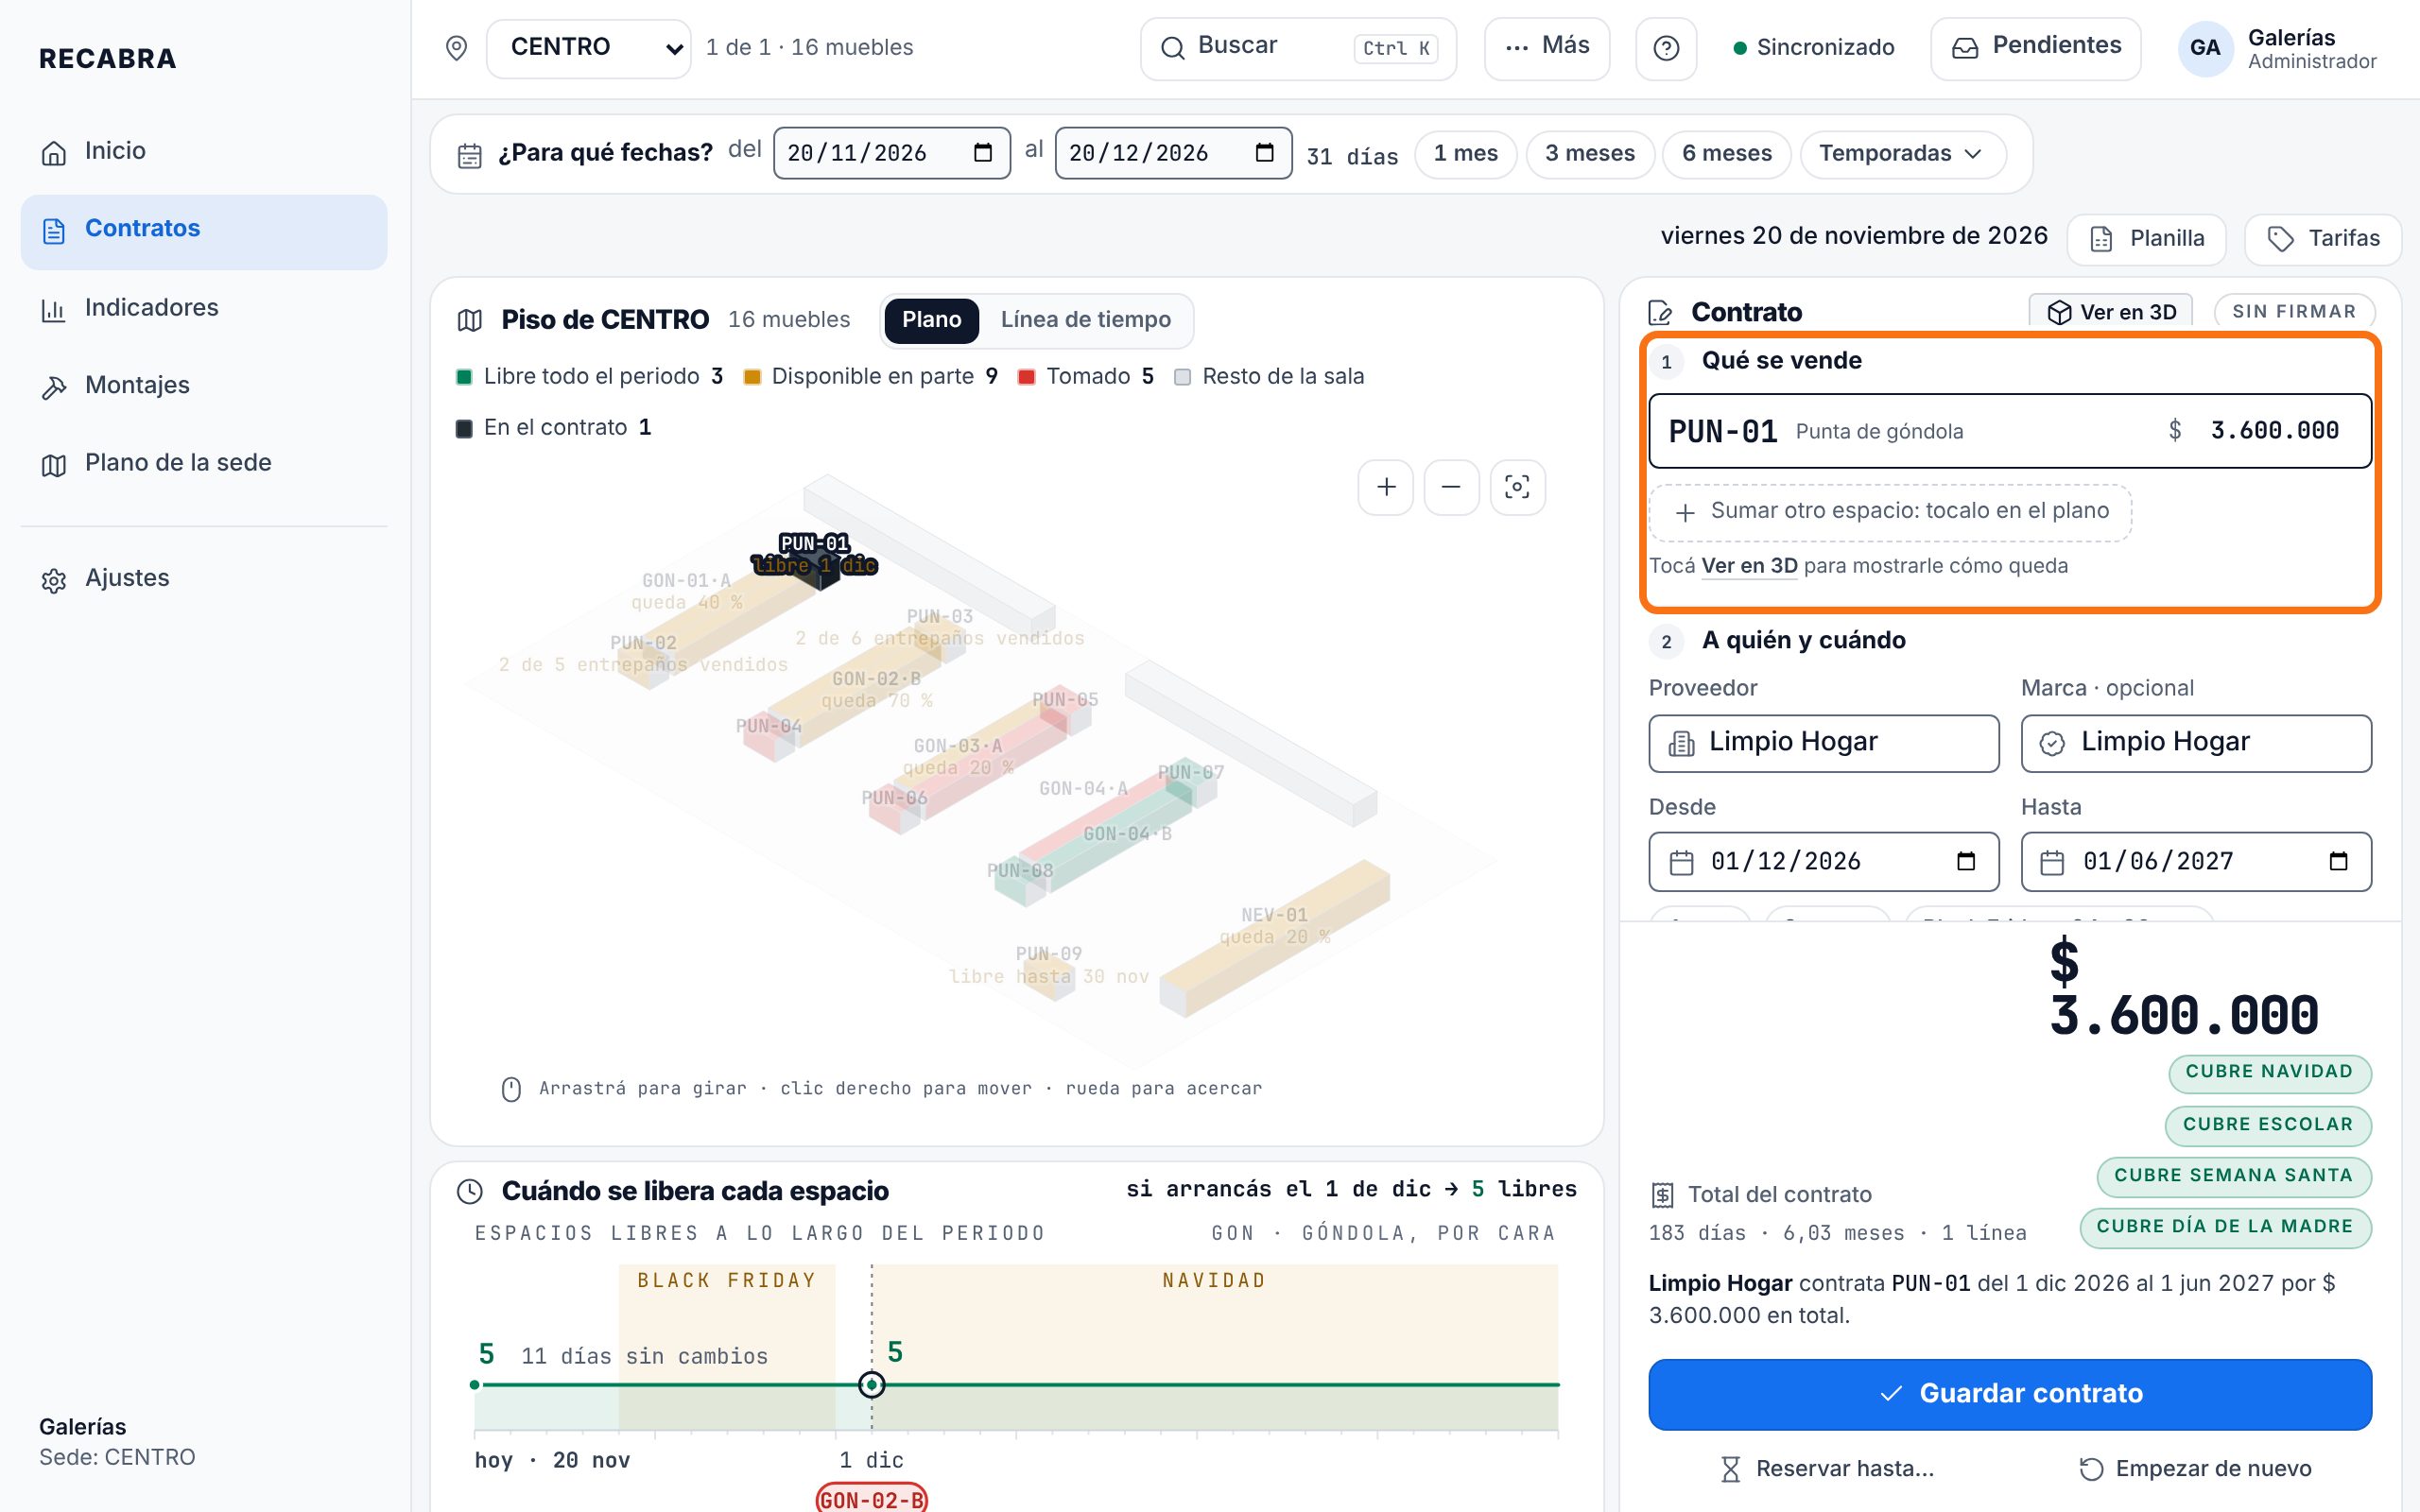 RECABRA
Inicio
Contratos
Indicadores
Montajes
Plano de la sede
Ajustes
Galerías
Sede: CENTRO
CENTRO
1 de 1 · 16 muebles
Buscar
Ctrl K
Más
Sincronizado
Pendientes
GA
Galerías
Administrador
¿Para qué fechas? del 20/11/2026 al 20/12/2026 31 días
1 mes
3 meses
6 meses
Temporadas
viernes 20 de noviembre de 2026
Planilla
Tarifas
Piso de CENTRO 16 muebles
Plano
Línea de tiempo
Libre todo el periodo 3
Disponible en parte 9
Tomado 5
Resto de la sala
En el contrato 1
PUN-01
libre 1 dic
GON-01·A
queda 40 %
PUN-03
2 de 6 entrepaños vendidos
PUN-02
2 de 5 entrepaños vendidos
GON-02·B
queda 70 %
PUN-05
PUN-04
GON-03·A
queda 20 %
PUN-07
GON-04·A
PUN-06
GON-04·B
PUN-08
NEV-01
queda 20 %
PUN-09
libre hasta 30 nov
Arrastrá para girar · clic derecho para mover · rueda para acercar
Cuándo se libera cada espacio
si arrancás el 1 de dic → 5 libres
ESPACIOS LIBRES A LO LARGO DEL PERIODO
GON · GÓNDOLA, POR CARA
BLACK FRIDAY
NAVIDAD
5 11 días sin cambios
5
hoy · 20 nov
1 dic
GON-02-B
Contrato
Ver en 3D
SIN FIRMAR
1 Qué se vende
PUN-01 Punta de góndola $ 3.600.000
+ Sumar otro espacio: tocalo en el plano
Tocá Ver en 3D para mostrarle cómo queda
2 A quién y cuándo
Proveedor
Marca · opcional
Limpio Hogar
Limpio Hogar
Desde
Hasta
01/12/2026
01/06/2027
$
3.600.000
CUBRE NAVIDAD
CUBRE ESCOLAR
CUBRE SEMANA SANTA
CUBRE DÍA DE LA MADRE
Total del contrato
183 días · 6,03 meses · 1 línea
Limpio Hogar contrata PUN-01 del 1 dic 2026 al 1 jun 2027 por $
3.600.000 en total.
Guardar contrato
Reservar hasta...
Empezar de nuevo